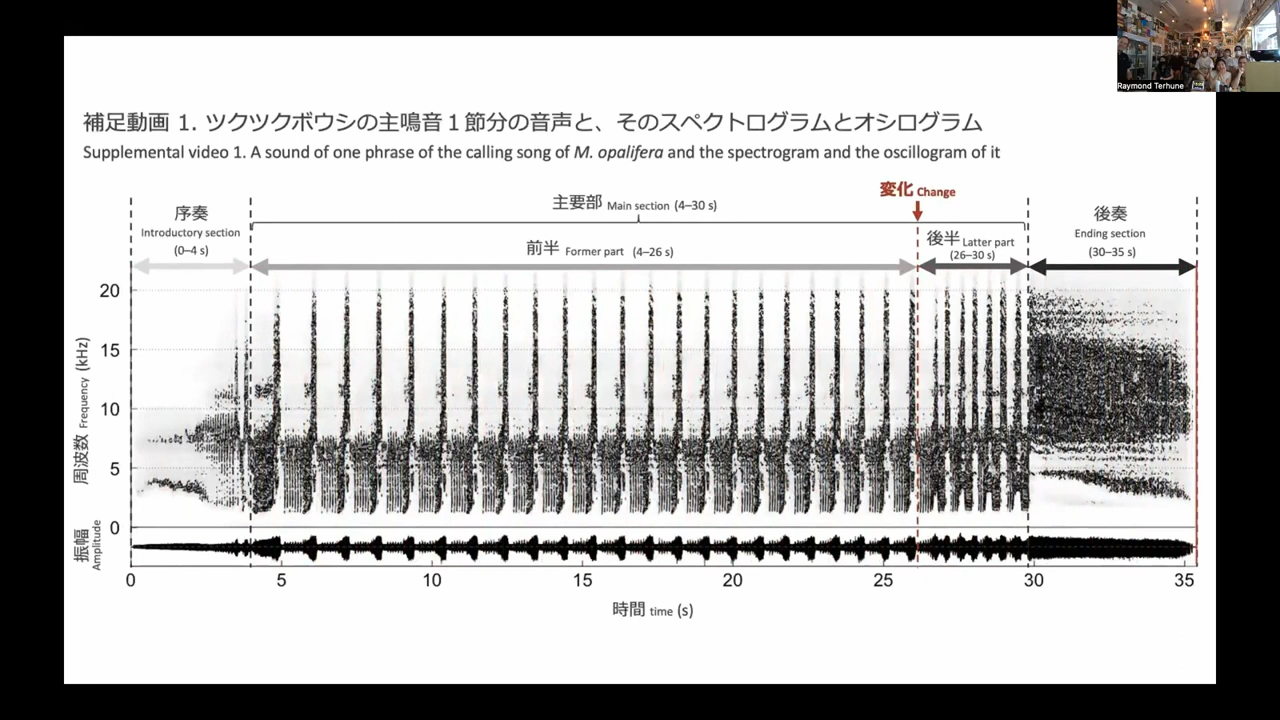 Raymond Terhune
補足動画 1. ツクツクボウシの主鳴音１節分の音声と、そのスペクトログラムとオシログラム
Supplemental video 1. A sound of one phrase of the calling song of M. opalifera and the spectrogram and the oscillogram of it
変化 Change
主要部 Main section (4–30 s)
序奏
Introductory section
(0–4 s)
前半 Former part (4–26 s)
後半 Latter part
(26–30 s)
後奏
Ending section
(30–35 s)
周波数 Frequency (kHz)
20
15
10
5
0
振幅
Amplitude
0 5 10 15 20 25 30 35
時間 time (s)